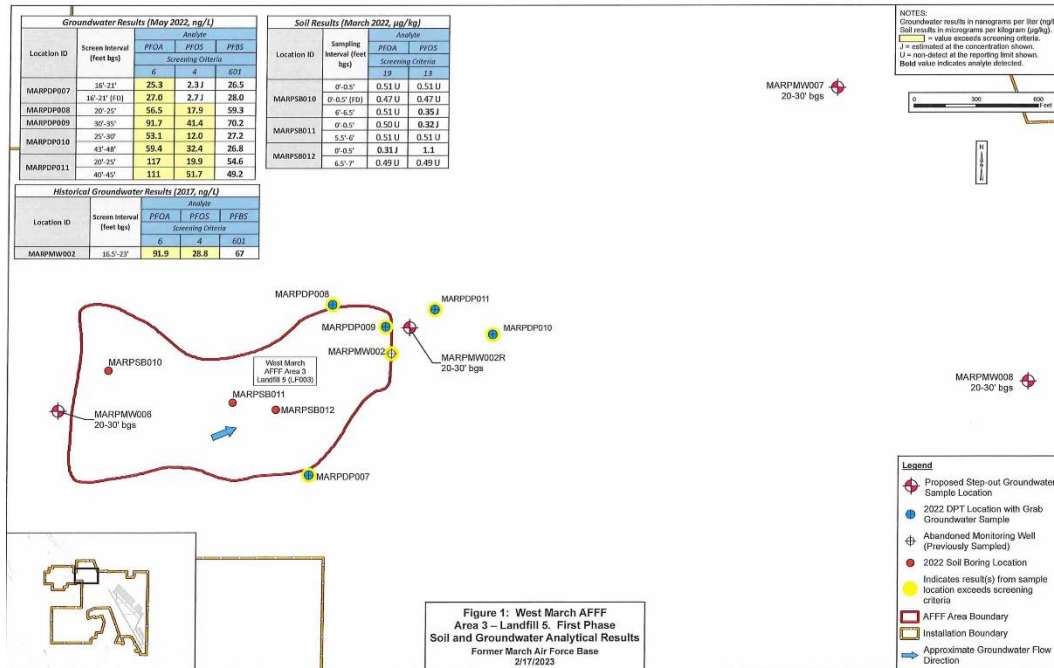 Groundwater Results (May 2022, ng/L)
Location ID | Screen Interval (feet bgs) | Analyte
PFOA | PFOS | PFBS
Screening Criteria
6 | 4 | 601
MARPDP007 | 16'-21' | 25.3 | 2.3 J | 26.5
16'-21' (FD) | 27.0 | 2.7 J | 28.0
MARPDP008 | 20'-25' | 56.5 | 17.9 | 59.3
MARPDP009 | 30'-35' | 91.7 | 41.4 | 70.2
MARPDP010 | 25'-30' | 53.1 | 12.0 | 27.2
43'-48' | 59.4 | 32.4 | 26.8
MARPDP011 | 20'-25' | 117 | 19.9 | 54.6
40'-45' | 111 | 51.7 | 49.2
Historical Groundwater Results (2017, ng/L)
Location ID | Screen Interval (feet bgs) | Analyte
PFOA | PFOS | PFBS
Screening Criteria
6 | 4 | 601
MARPMW002 | 16.5'-23' | 91.9 | 28.8 | 67
Soil Results (March 2022, µg/kg)
Location ID | Sampling Interval (feet bgs) | Analyte
PFOA | PFOS
Screening Criteria
19 | 13
MARPSB010 | 0'-0.5' | 0.51 U | 0.51 U
0'-0.5' (FD) | 0.47 U | 0.47 U
6'-6.5' | 0.51 U | 0.35 J
MARPSB011 | 0'-0.5' | 0.50 U | 0.32 J
5.5'-6' | 0.51 U | 0.51 U
MARPSB012 | 0'-0.5' | 0.31 J | 1.1
6.5'-7' | 0.49 U | 0.49 U
NOTES:
Groundwater results in nanograms per liter (ng/l
Soil results in micrograms per kilogram (µg/kg).
= value exceeds screening criteria.
J = estimated at the concentration shown.
U = non-detect at the reporting limit shown.
Bold value indicates analyte detected.
0 300 600
Feet
MARPMW007
20-30' bgs
MARPDP008
MARPDP011
MARPDP009
MARPDP010
MARPMW002
MARPMW002R
20-30' bgs
MARPSB010
West March
AFFF Area 3
Landfill 5 (LF003)
MARPMW008
20-30' bgs
MARPSB011
MARPSB012
MARPMW006
20-30' bgs
MARPDP007
Legend
Proposed Step-out Groundwater
Sample Location
2022 DPT Location with Grab
Groundwater Sample
Abandoned Monitoring Well
(Previously Sampled)
2022 Soil Boring Location
Indicates result(s) from sample
location exceeds screening
criteria
AFFF Area Boundary
Installation Boundary
Approximate Groundwater Flow
Direction
Figure 1: West March AFFF
Area 3 – Landfill 5. First Phase
Soil and Groundwater Analytical Results
Former March Air Force Base
2/17/2023